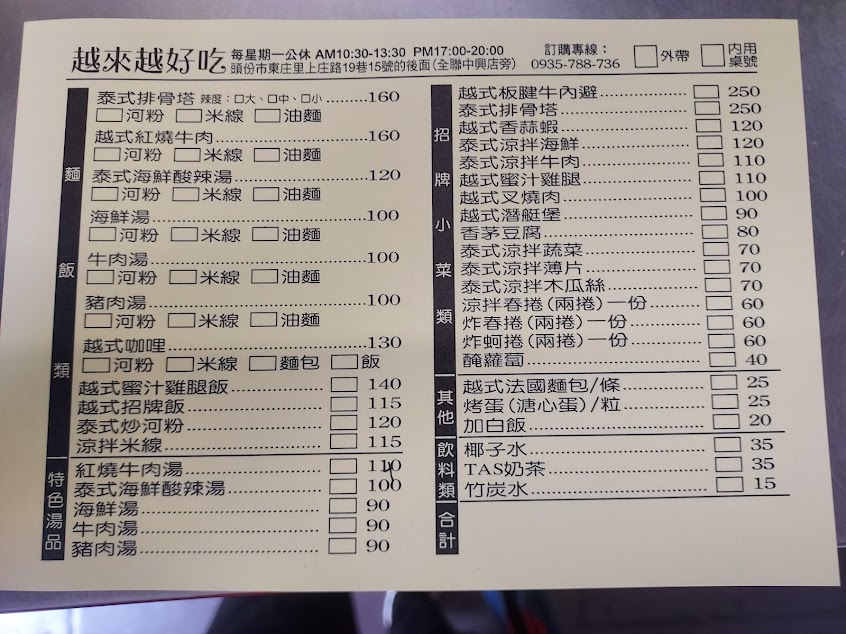 越來越好吃 每星期一公休 AM10:30-13:30 PM17:00-20:00
頭份市東庄里上庄路19巷15號的後面(全聯中興店旁)
訂購專線：
0935-788-736
外帶
內用
桌號
麵飯類
泰式排骨塔 辣度：□大、□中、□小.........160
河粉 米線 油麵
越式紅燒牛肉........160
河粉 米線 油麵
泰式海鮮酸辣湯........120
河粉 米線 油麵
海鮮湯........100
河粉 米線 油麵
牛肉湯........100
河粉 米線 油麵
豬肉湯........100
河粉 米線 油麵
越式咖哩........130
河粉 米線 麵包 飯
越式蜜汁雞腿飯........140
越式招牌飯........115
泰式炒河粉........120
涼拌米線........115
特色湯品
紅燒牛肉湯........110
泰式海鮮酸辣湯........100
海鮮湯........90
牛肉湯........90
豬肉湯........90
招牌小菜類
越式板腱牛內避........250
泰式排骨塔........250
越式香蒜蝦........120
泰式涼拌海鮮........120
泰式涼拌牛肉........110
越式蜜汁雞腿........110
越式叉燒肉........100
越式潛艇堡........90
香茅豆腐........80
泰式涼拌蔬菜........70
泰式涼拌薄片........70
泰式涼拌木瓜絲........70
涼拌春捲(兩捲)一份........60
炸春捲(兩捲)一份........60
炸蚵捲(兩捲)一份........60
醃蘿蔔........40
其他
越式法國麵包/條........25
烤蛋(溏心蛋)/粒........25
加白飯........20
飲料類
椰子水........35
TAS奶茶........35
竹炭水........15
合計